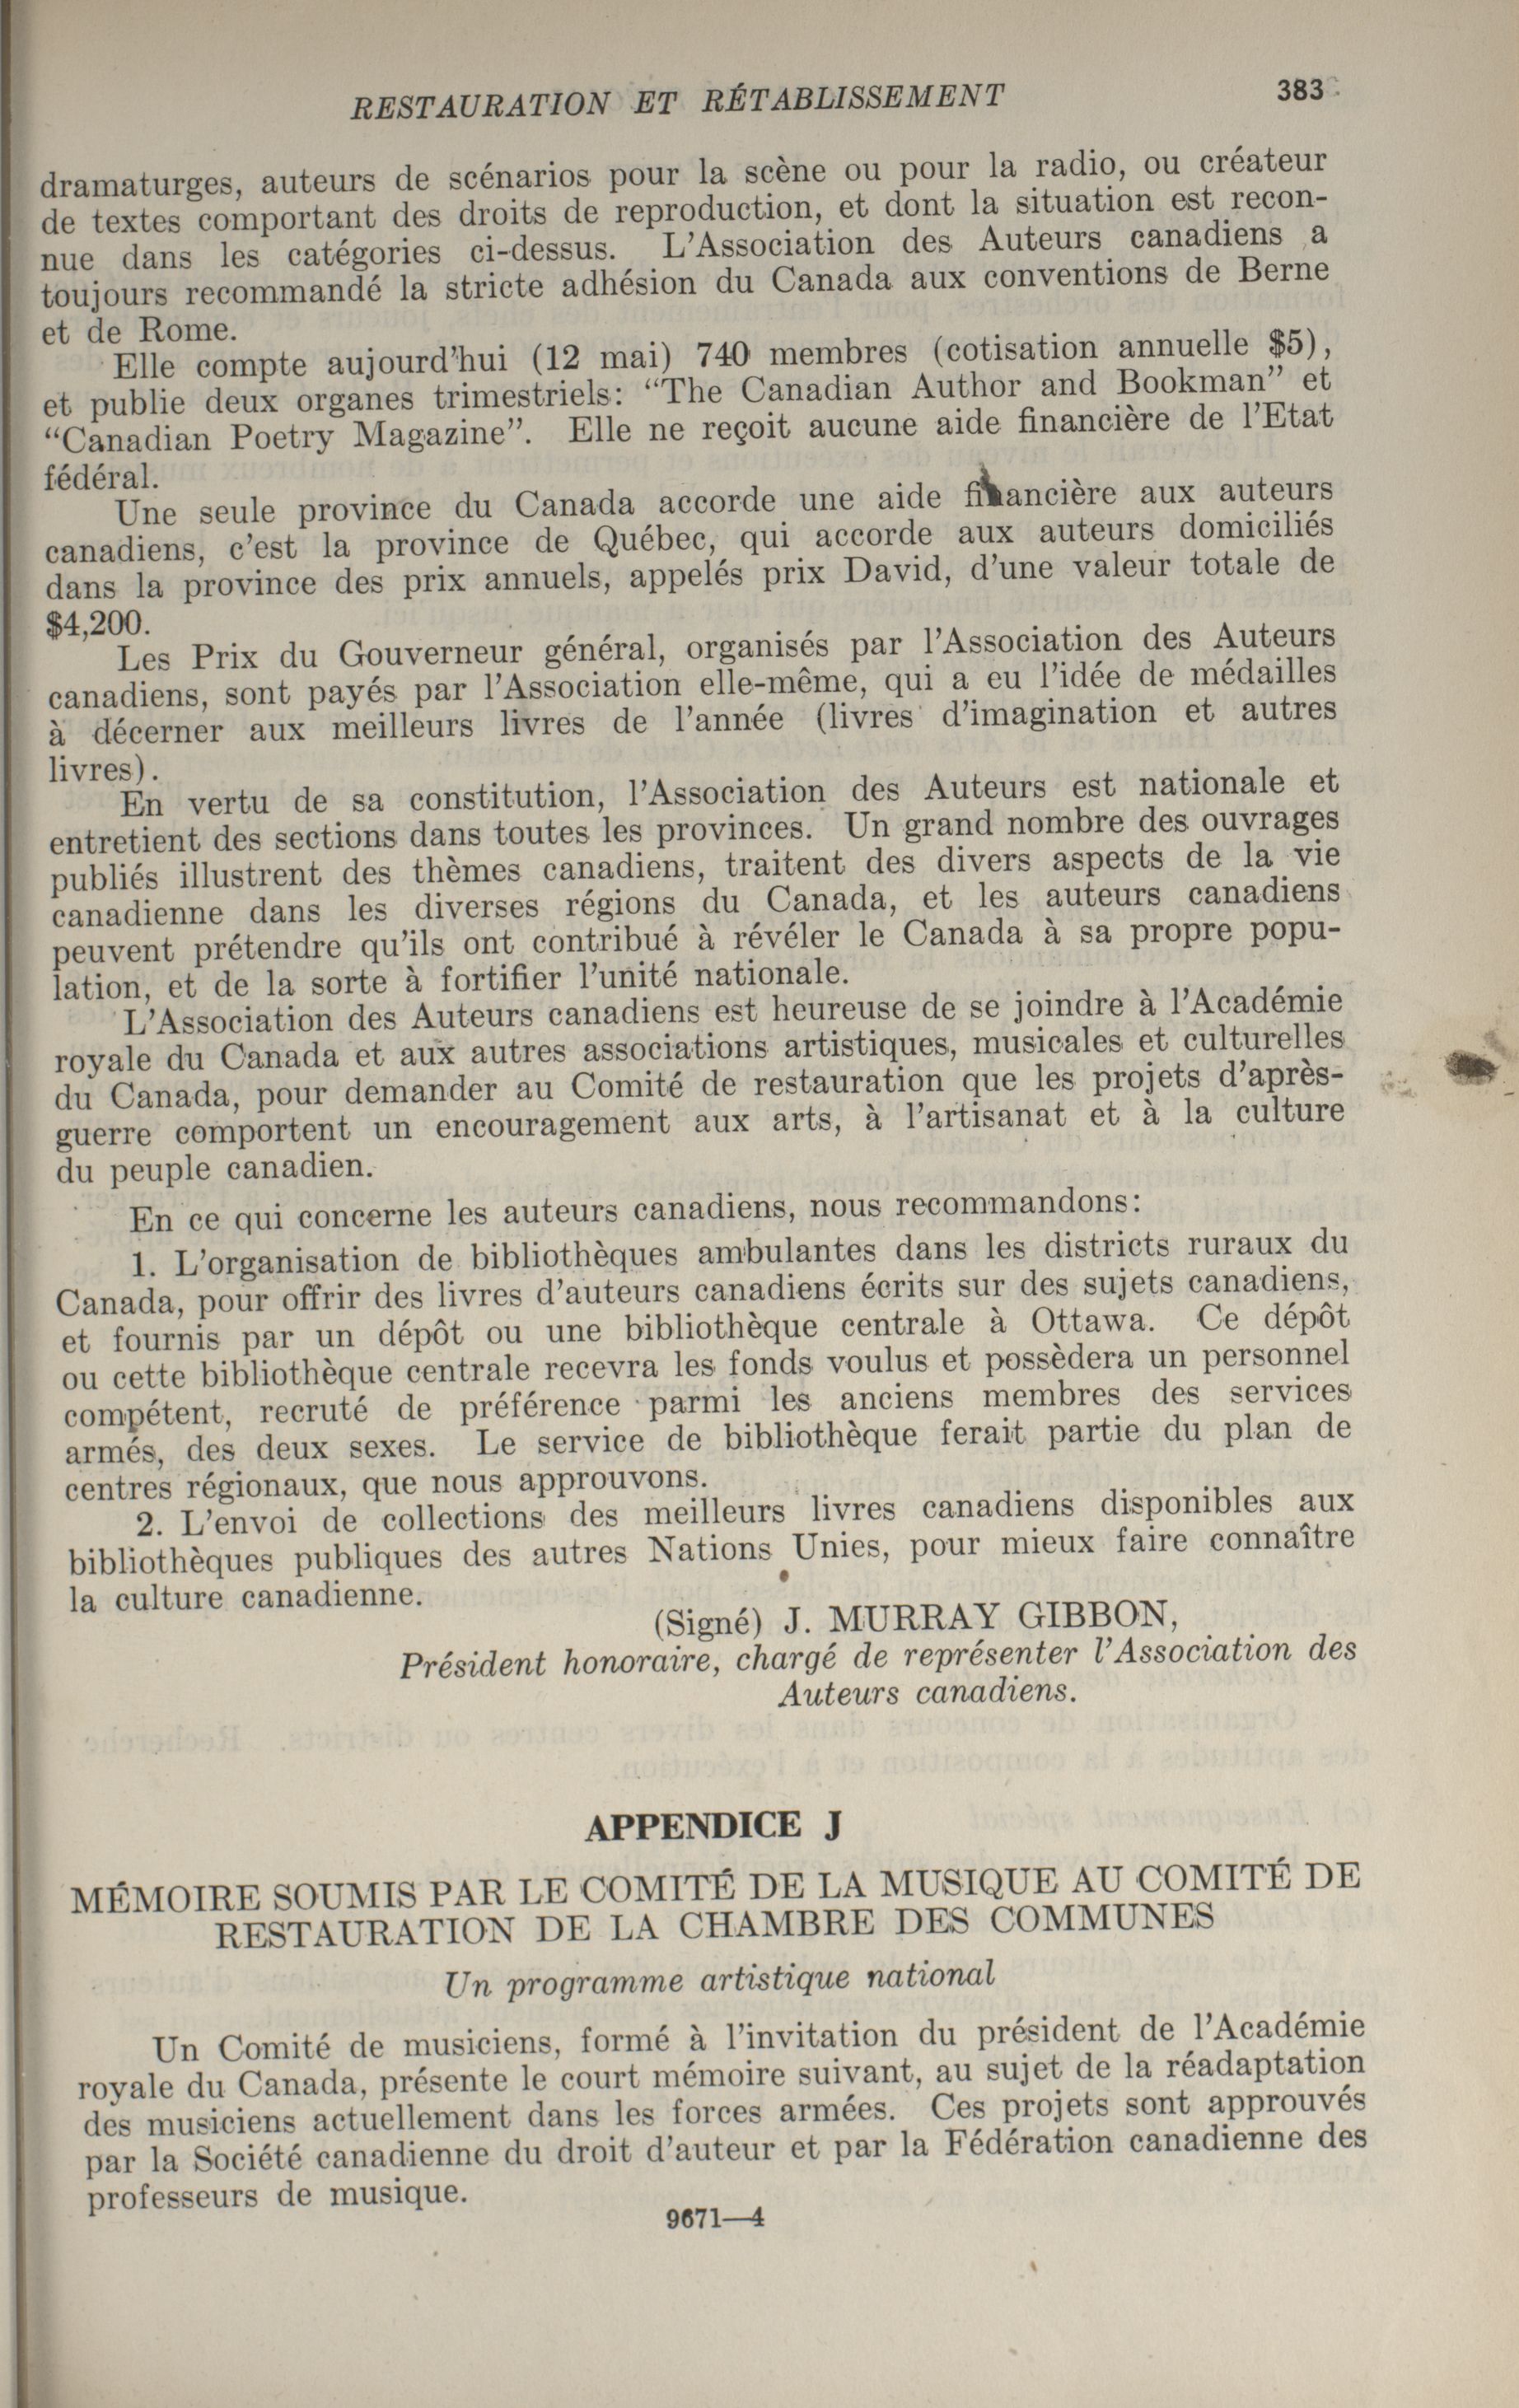 RESTAURATION ET RÉTABLISSEMENT 383
dramaturges, auteurs de scénarios pour la scène ou pour la radio, ou créateur
de textes comportant des droits de reproduction, et dont la situation est recon-
nue dans les catégories ci-dessus. L'Association des Auteurs canadiens a
toujours recommandé la stricte adhésion du Canada aux conventions de Berne
et de Rome.
Elle compte aujourd'hui (12 mai) 740 membres (cotisation annuelle $5),
et publie deux organes trimestriels: “The Canadian Author and Bookman” et
“Canadian Poetry Magazine”. Elle ne reçoit aucune aide financière de l'Etat
fédéral.
Une seule province du Canada accorde une aide financière aux auteurs
canadiens, c'est la province de Québec, qui accorde aux auteurs domiciliés
dans la province des prix annuels, appelés prix David, d'une valeur totale de
$4,200.
Les Prix du Gouverneur général, organisés par l'Association des Auteurs
canadiens, sont payés par l'Association elle-même, qui a eu l'idée de médailles
à décerner aux meilleurs livres de l'année (livres d'imagination et autres
livres).
En vertu de sa constitution, l'Association des Auteurs est nationale et
entretient des sections dans toutes les provinces. Un grand nombre des ouvrages
publiés illustrent des thèmes canadiens, traitent des divers aspects de la vie
canadienne dans les diverses régions du Canada, et les auteurs canadiens
peuvent prétendre qu'ils ont contribué à révéler le Canada à sa propre popu-
lation, et de la sorte à fortifier l'unité nationale.
L'Association des Auteurs canadiens est heureuse de se joindre à l'Académie
royale du Canada et aux autres associations artistiques, musicales et culturelles
du Canada, pour demander au Comité de restauration que les projets d'après-
guerre comportent un encouragement aux arts, à l'artisanat et à la culture
du peuple canadien.
En ce qui concerne les auteurs canadiens, nous recommandons:
1. L'organisation de bibliothèques ambulantes dans les districts ruraux du
Canada, pour offrir des livres d'auteurs canadiens écrits sur des sujets canadiens,
et fournis par un dépôt ou une bibliothèque centrale à Ottawa. Ce dépôt
ou cette bibliothèque centrale recevra les fonds voulus et possèdera un personnel
compétent, recruté de préférence parmi les anciens membres des services
armés, des deux sexes. Le service de bibliothèque ferait partie du plan de
centres régionaux, que nous approuvons.
2. L'envoi de collections des meilleurs livres canadiens disponibles aux
bibliothèques publiques des autres Nations Unies, pour mieux faire connaître
la culture canadienne.
(Signé) J. MURRAY GIBBON,
Président honoraire, chargé de représenter l'Association des
Auteurs canadiens.
APPENDICE J
MÉMOIRE SOUMIS PAR LE COMITÉ DE LA MUSIQUE AU COMITÉ DE
RESTAURATION DE LA CHAMBRE DES COMMUNES
Un programme artistique national
Un Comité de musiciens, formé à l'invitation du président de l'Académie
royale du Canada, présente le court mémoire suivant, au sujet de la réadaptation
des musiciens actuellement dans les forces armées. Ces projets sont approuvés
par la Société canadienne du droit d'auteur et par la Fédération canadienne des
professeurs de musique.
9671—4